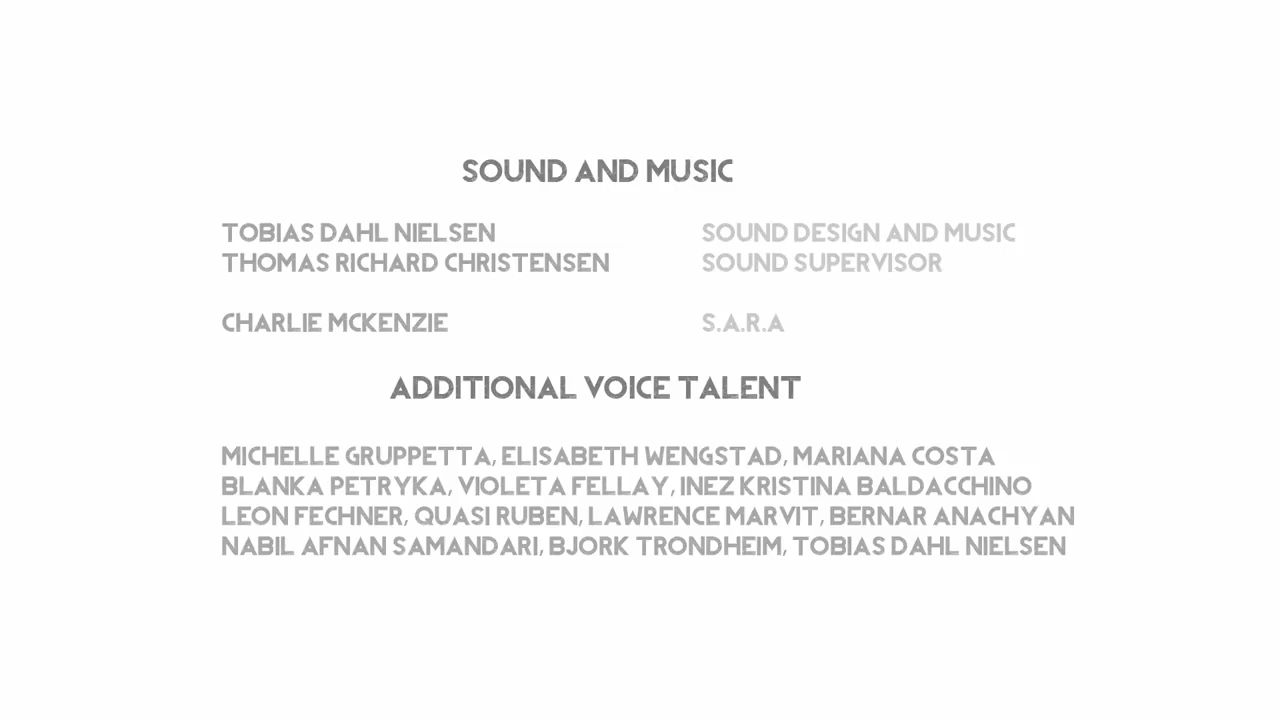 SOUND AND MUSIC
TOBIAS DAHL NIELSEN SOUND DESIGN AND MUSIC
THOMAS RICHARD CHRISTENSEN SOUND SUPERVISOR
CHARLIE MCKENZIE S.A.R.A
ADDITIONAL VOICE TALENT
MICHELLE GRUPPETTA, ELISABETH WENGSTAD, MARIANA COSTA
BLANKA PETRYKA, VIOLETA FELLAY, INEZ KRISTINA BALDACCHINO
LEON FECHNER, QUASI RUBEN, LAWRENCE MARVIT, BERNAR ANACHYAN
NABIL AFNAN SAMANDARI, BJORK TRONDHEIM, TOBIAS DAHL NIELSEN